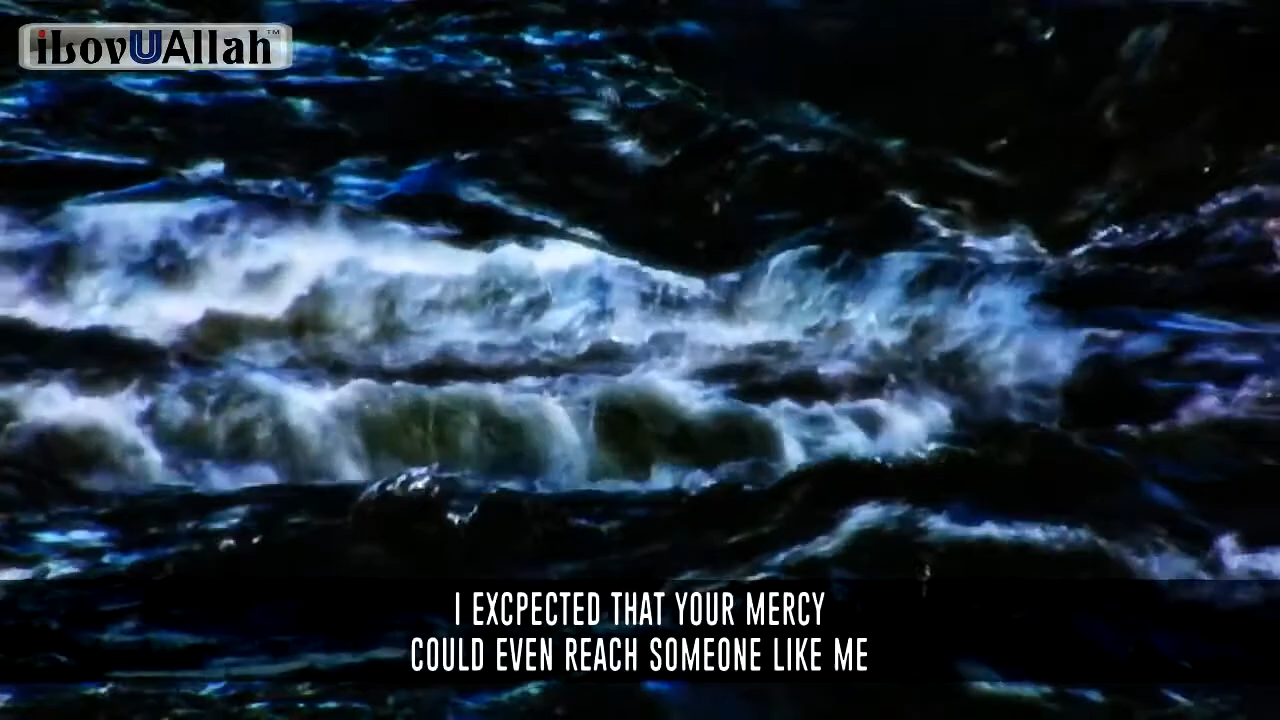 iLovUAllah™
I EXCPECTED THAT YOUR MERCY
COULD EVEN REACH SOMEONE LIKE ME